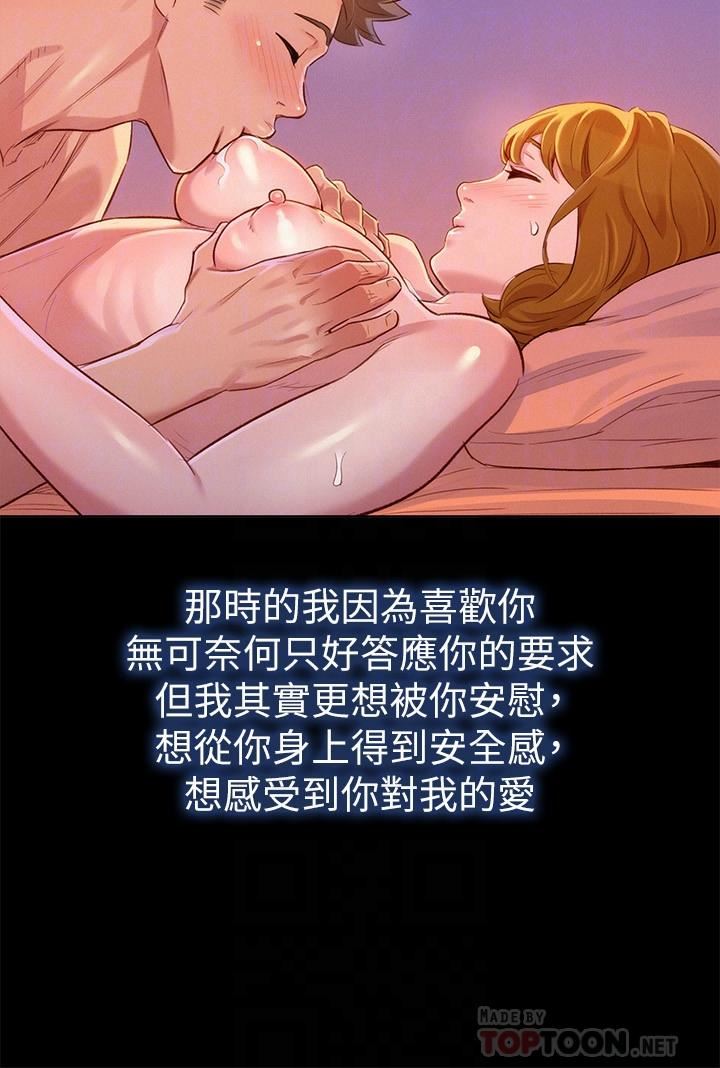 那時的我因為喜歡你
無可奈何只好答應你的要求
但我其實更想被你安慰，
想從你身上得到安全感，
想感受到你對我的愛
MADE BY
TOPTOON.NET